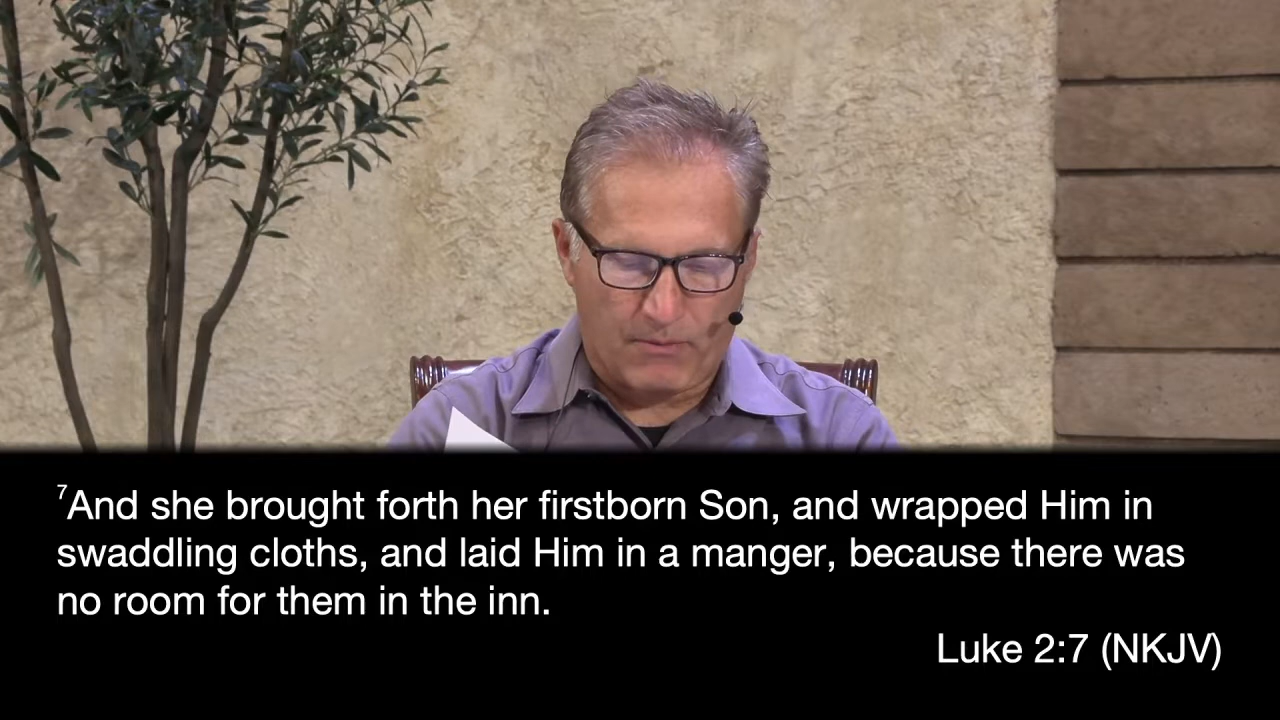 ⁷And she brought forth her firstborn Son, and wrapped Him in
swaddling cloths, and laid Him in a manger, because there was
no room for them in the inn.
Luke 2:7 (NKJV)